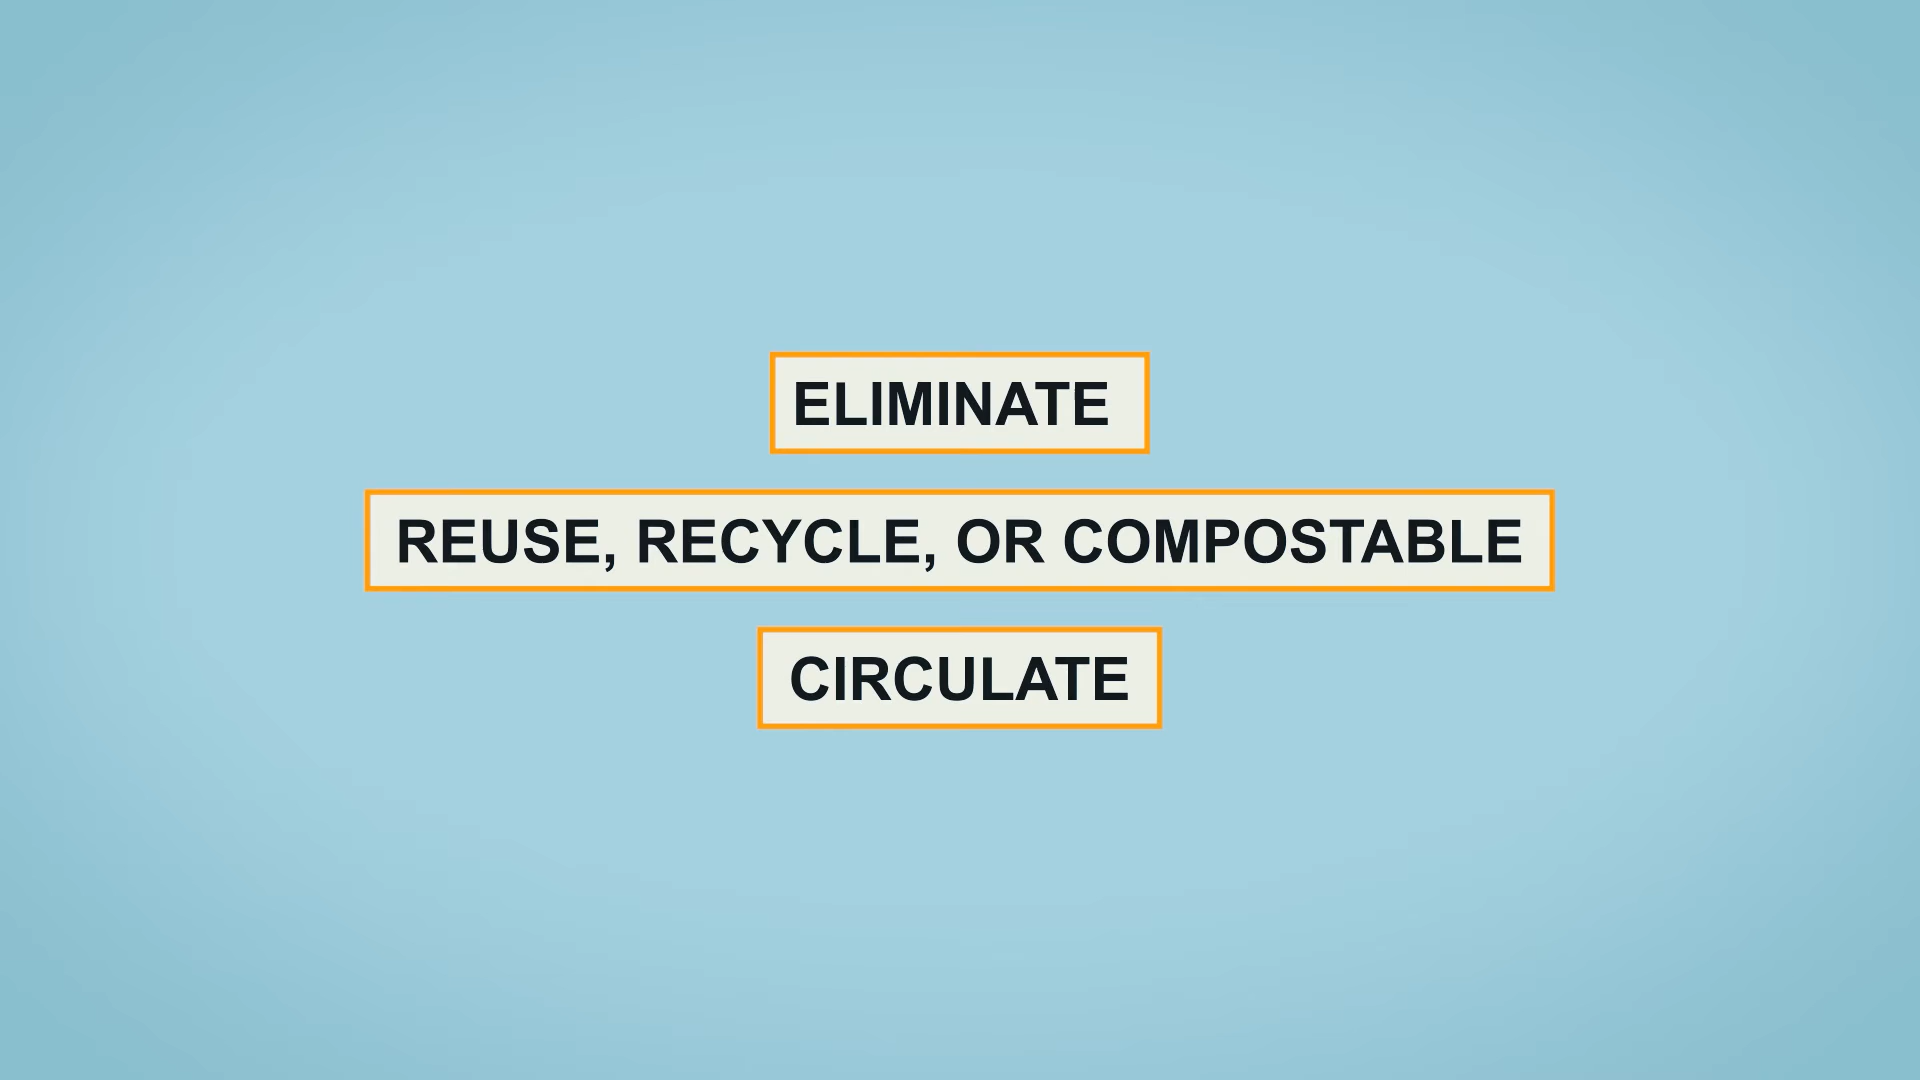 ELIMINATE
REUSE, RECYCLE, OR COMPOSTABLE
CIRCULATE